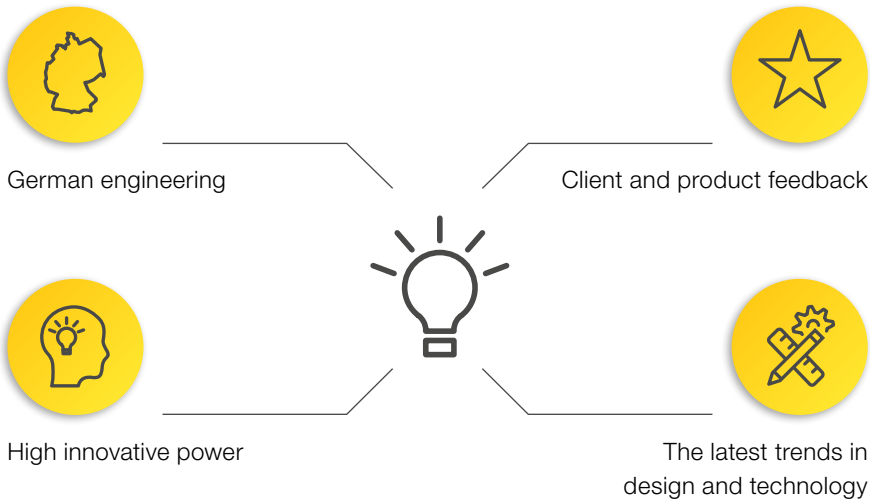 German engineering
Client and product feedback
High innovative power
The latest trends in
design and technology